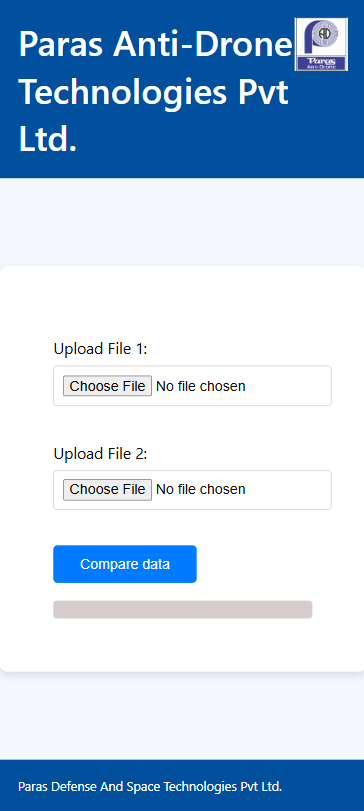 Paras Anti-Drone
Technologies Pvt
Ltd.
Paras
Anti-Drone
Upload File 1:
Choose File No file chosen
Upload File 2:
Choose File No file chosen
Compare data
Paras Defense And Space Technologies Pvt Ltd.